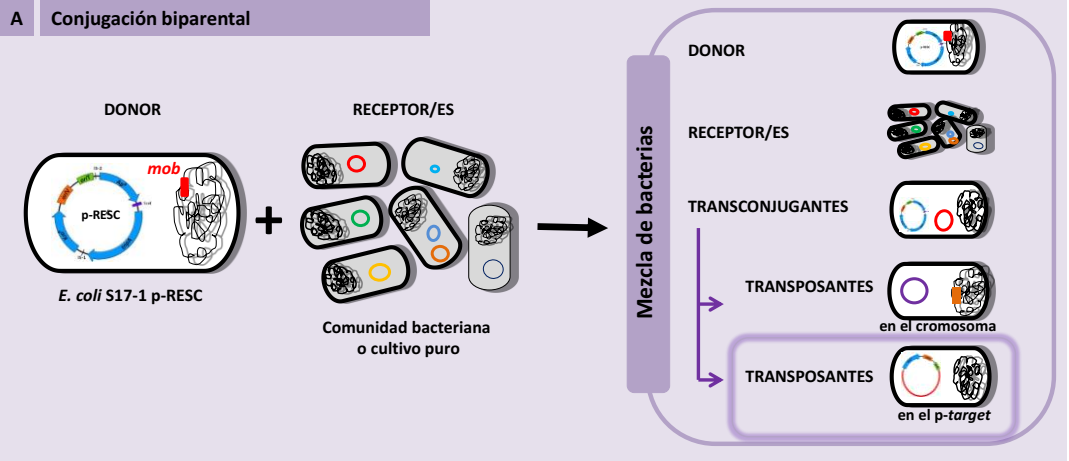 A Conjugación biparental
DONOR
RECEPTOR/ES
mob
p-RESC
E. coli S17-1 p-RESC
Comunidad bacteriana
o cultivo puro
Mezcla de bacterias
DONOR
RECEPTOR/ES
TRANSCONJUGANTES
TRANSPOSANTES
en el cromosoma
TRANSPOSANTES
en el p-target